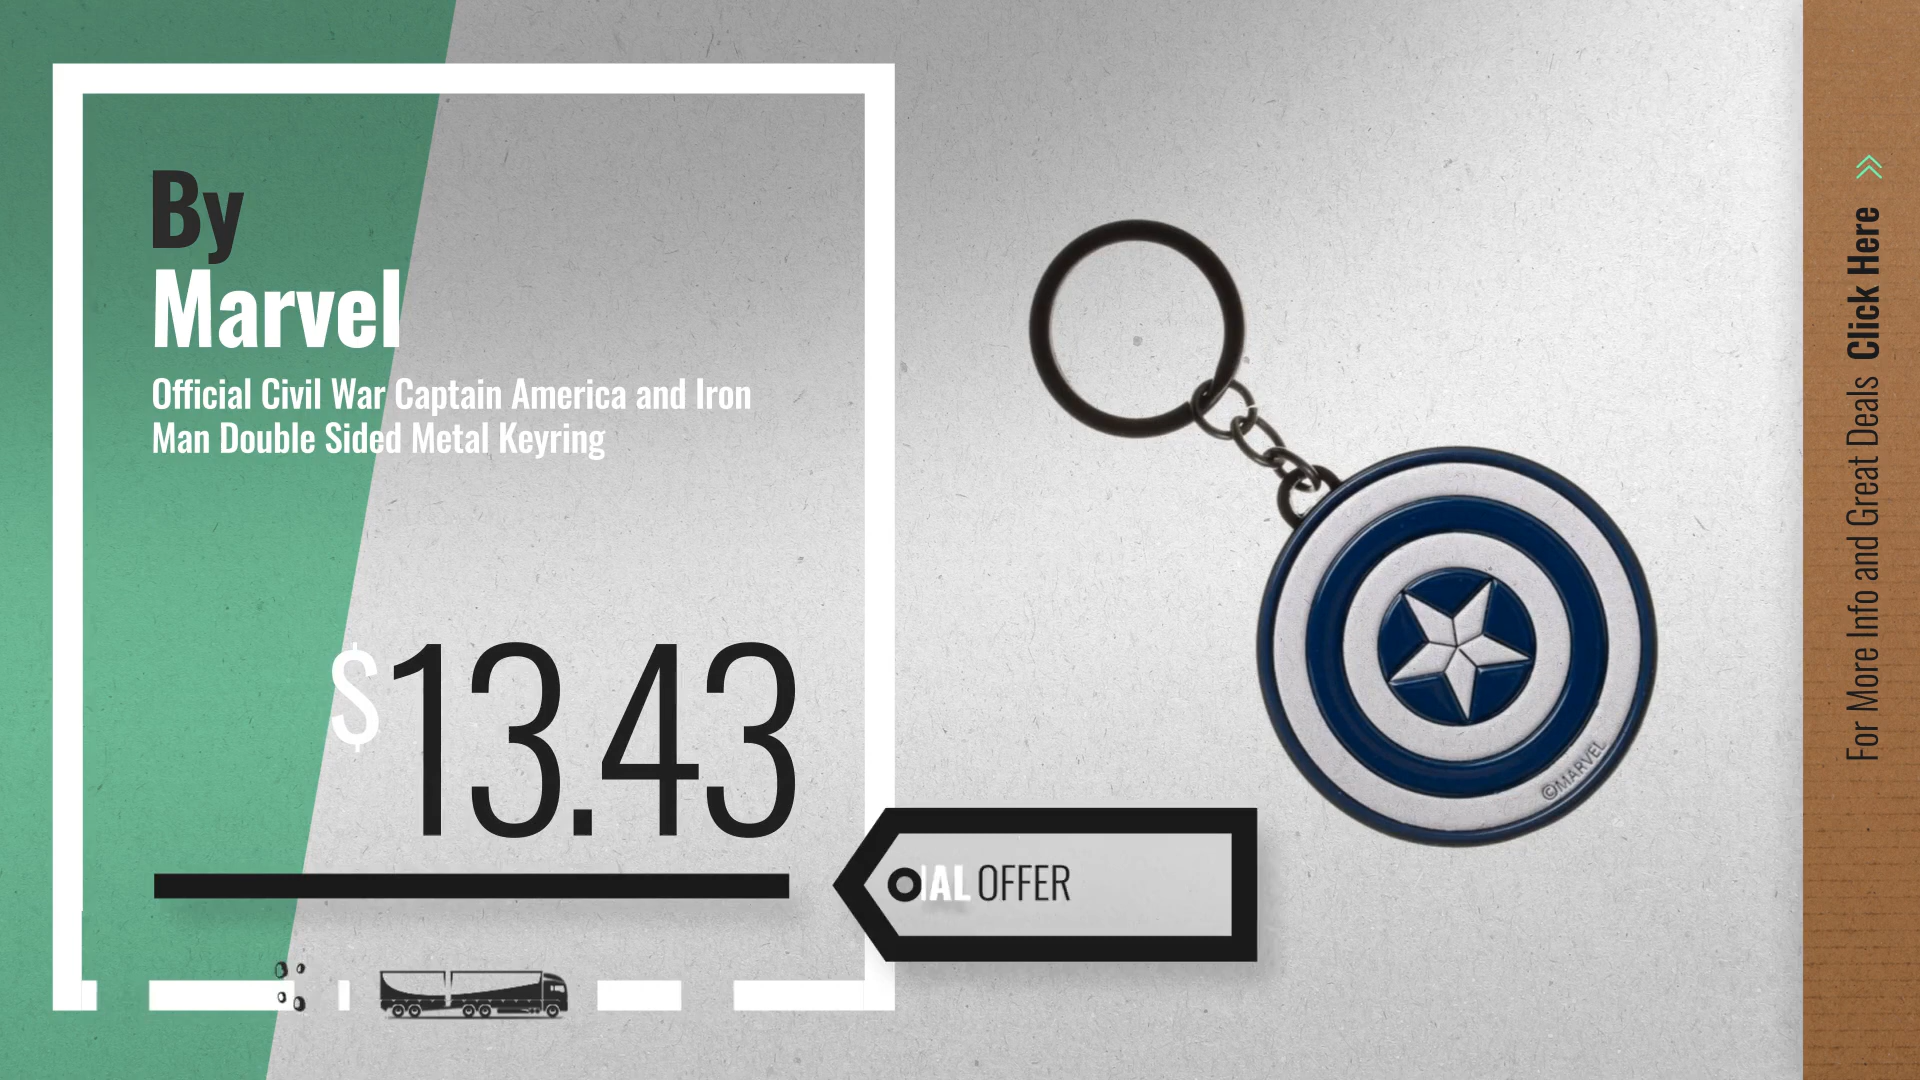 By
Marvel
Official Civil War Captain America and Iron
Man Double Sided Metal Keyring
$13.43
IAL OFFER
©MARVEL
For More Info and Great Deals Click Here